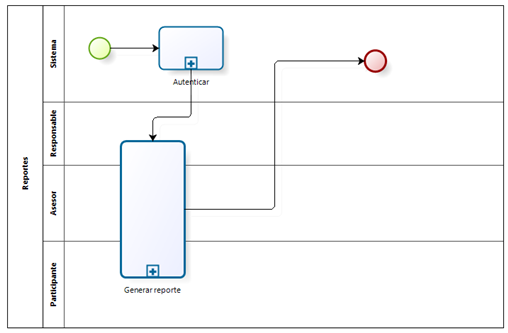 Reportes
Sistema
Autenticar
Responsable
Asesor
Participante
Generar reporte